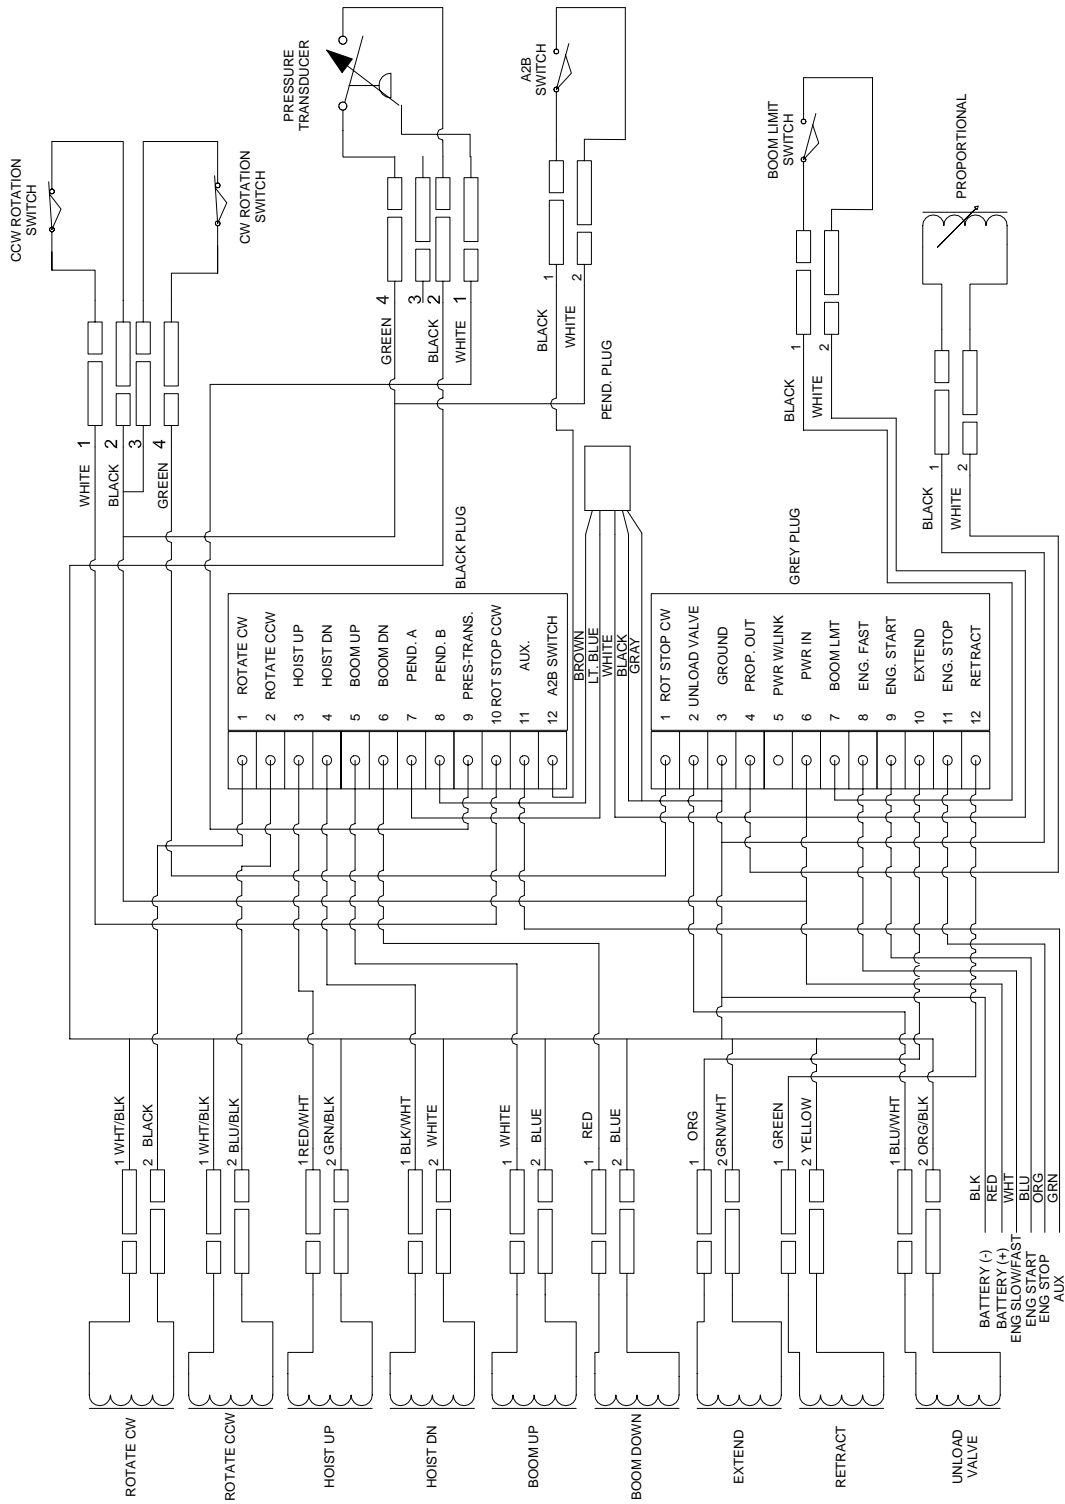 CCW ROTATION
SWITCH
CW ROTATION
SWITCH
PRESSURE
TRANSDUCER
A2B
SWITCH
BOOM LIMIT
SWITCH
PROPORTIONAL
WHITE 1
BLACK 2
3
GREEN 4
GREEN 4
3
BLACK 2
WHITE 1
BLACK 1
WHITE 2
PEND. PLUG
BLACK 1
WHITE 2
BLACK 1
WHITE 2
BLACK PLUG
1 ROTATE CW
2 ROTATE CCW
3 HOIST UP
4 HOIST DN
5 BOOM UP
6 BOOM DN
7 PEND. A
8 PEND. B
9 PRES-TRANS.
10 ROT STOP CCW
11 AUX.
12 A2B SWITCH
BROWN
LT. BLUE
WHITE
BLACK
GRAY
GREY PLUG
1 ROT STOP CW
2 UNLOAD VALVE
3 GROUND
4 PROP. OUT
5 PWR W/LINK
6 PWR IN
7 BOOM LMT
8 ENG. FAST
9 ENG. START
10 EXTEND
11 ENG. STOP
12 RETRACT
1 WHT/BLK
2 BLACK
1 WHT/BLK
2 BLU/BLK
1 RED/WHT
2 GRN/BLK
1 BLK/WHT
2 WHITE
1 WHITE
2 BLUE
1 RED
2 BLUE
1 ORG
2 GRN/WHT
1 GREEN
2 YELLOW
1 BLU/WHT
2 ORG/BLK
BATTERY (-) BLK
BATTERY (+) RED
ENG SLOW/FAST WHT
ENG START BLU
ENG STOP ORG
AUX GRN
ROTATE CW
ROTATE CCW
HOIST UP
HOIST DN
BOOM UP
BOOM DOWN
EXTEND
RETRACT
UNLOAD
VALVE